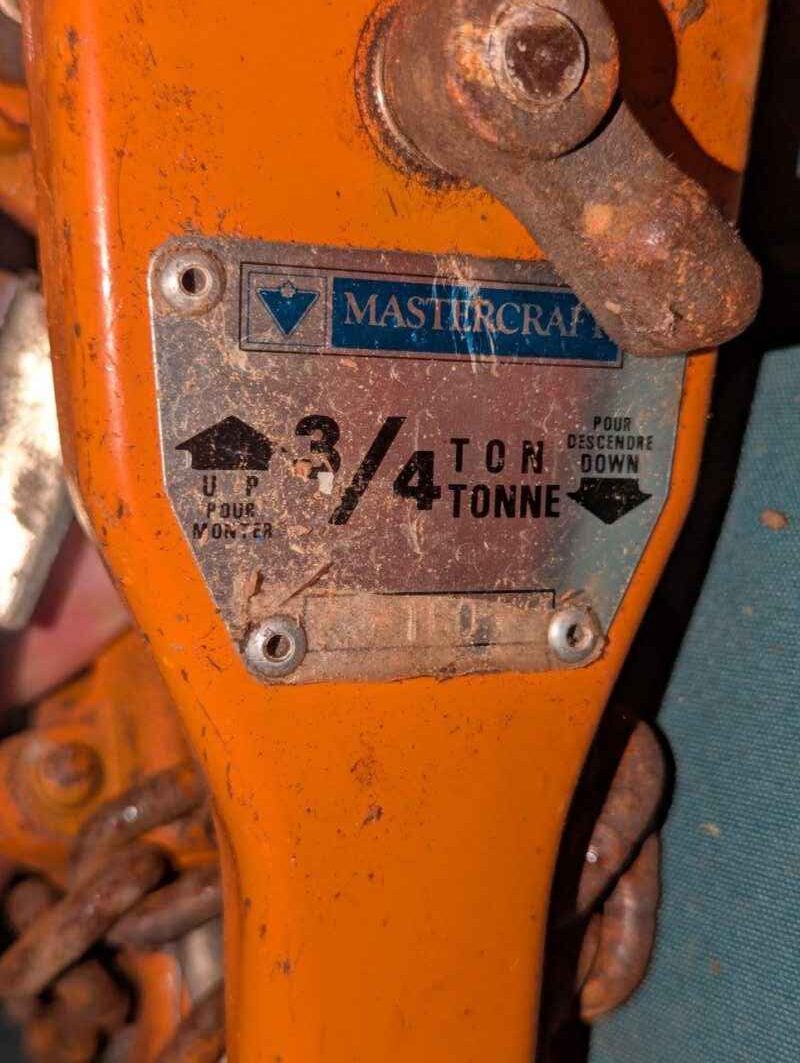 MASTERCRAFT
3/4 TON
TONNE
UP
POUR
MONTER
POUR
DESCENDRE
DOWN